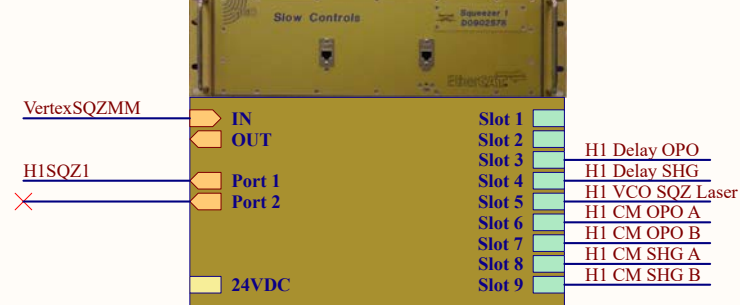 Slow Controls
Squeezer 1
D0902578
EtherCAT
VertexSQZMM
IN
OUT
H1SQZ1
Port 1
Port 2
24VDC
Slot 1
Slot 2
Slot 3
H1 Delay OPO
Slot 4
H1 Delay SHG
Slot 5
H1 VCO SQZ Laser
Slot 6
H1 CM OPO A
Slot 7
H1 CM OPO B
Slot 8
H1 CM SHG A
Slot 9
H1 CM SHG B